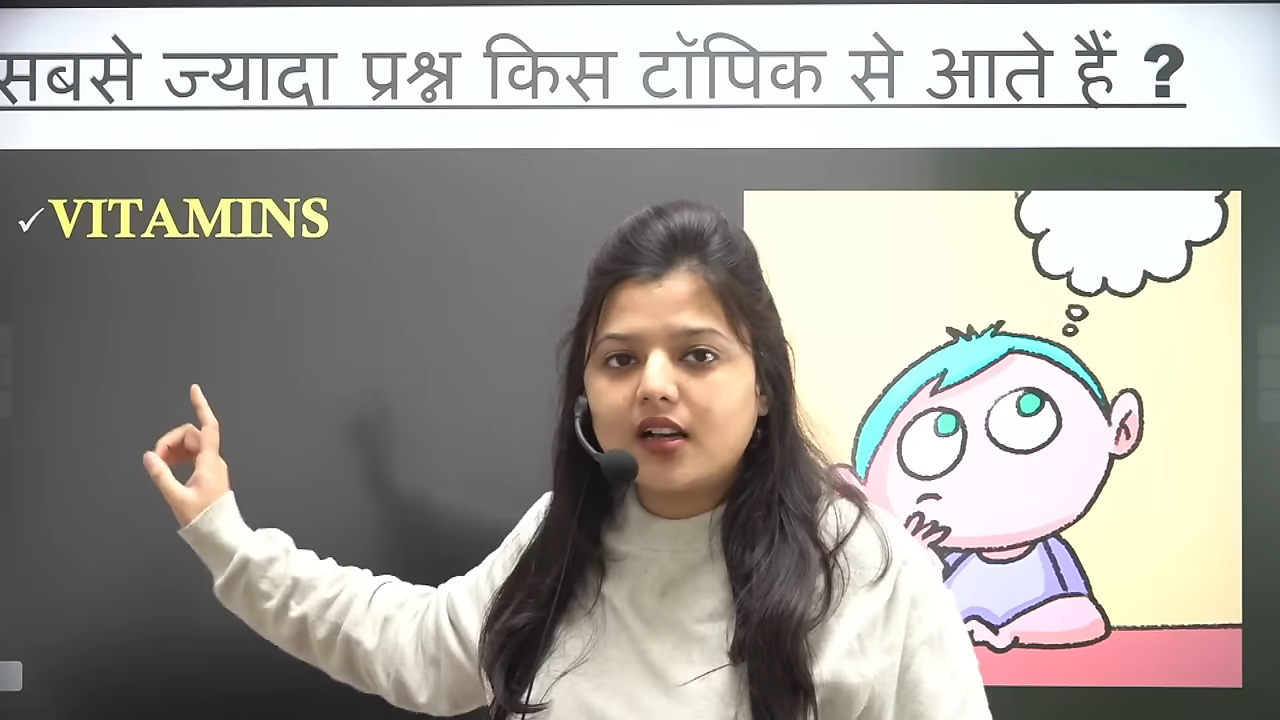 सबसे ज्यादा प्रश्न किस टॉपिक से आते हैं ?
✓VITAMINS